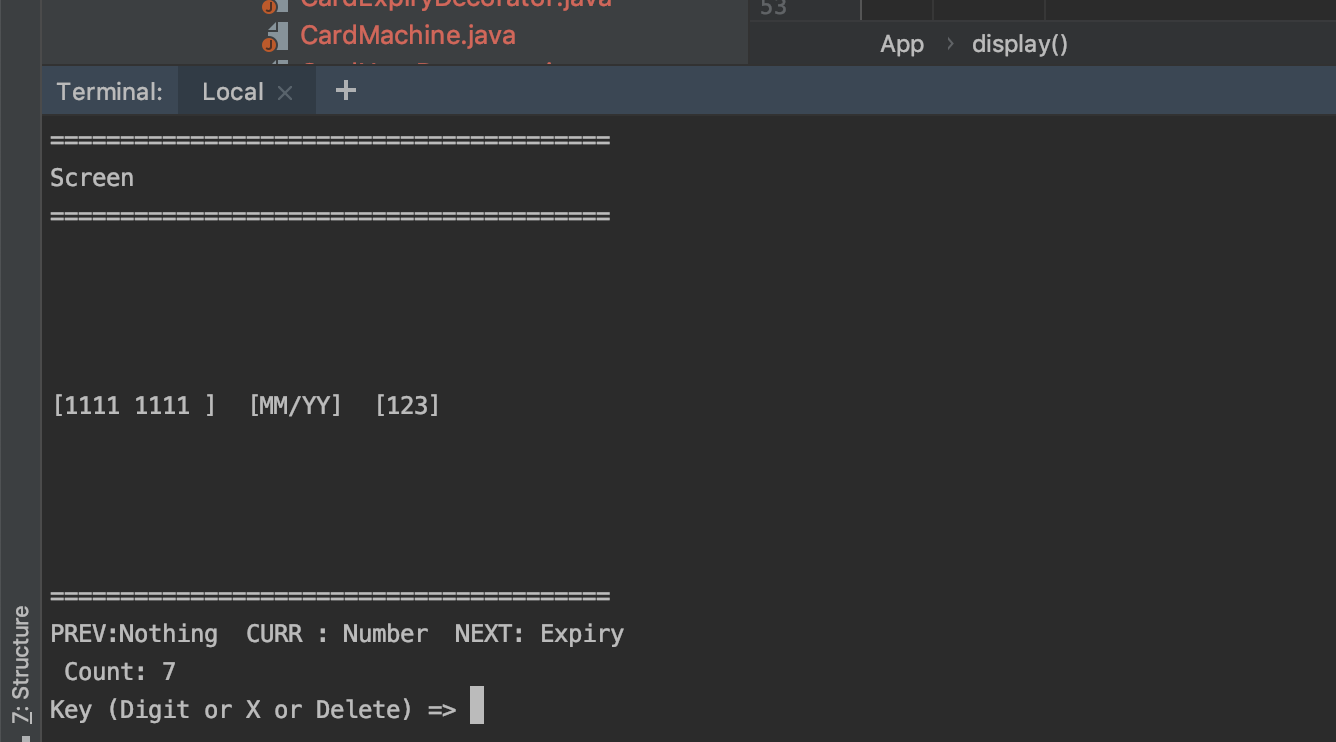 CardExpiryDecorator.java
53
CardMachine.java
App › display()
Terminal: Local × +
========================================
Screen
========================================
[1111 1111 ]  [MM/YY]  [123]
========================================
PREV:Nothing  CURR : Number  NEXT: Expiry
 Count: 7
Key (Digit or X or Delete) =>
Z: Structure